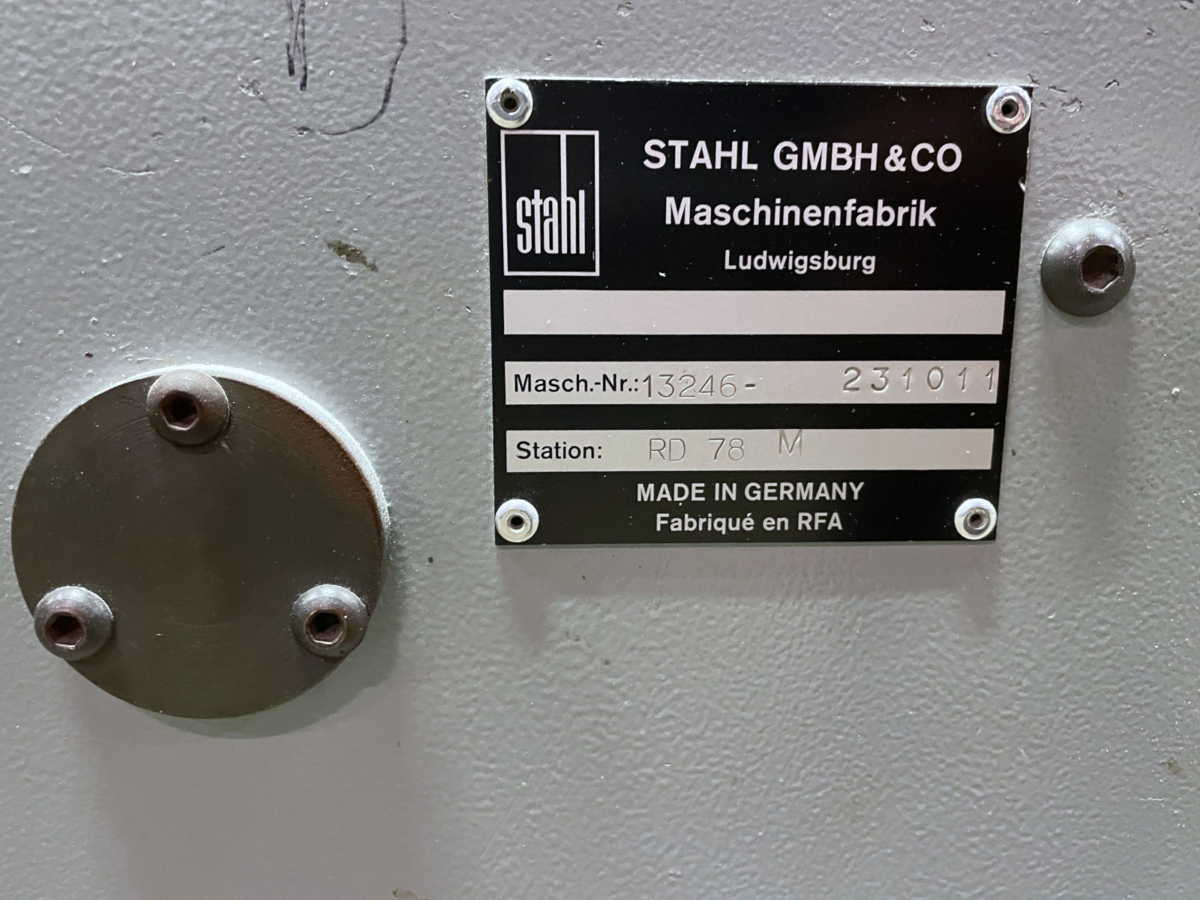 stahl
STAHL GMBH & CO
Maschinenfabrik
Ludwigsburg
Masch.-Nr.: 13246- 231011
Station: RD 78 M
MADE IN GERMANY
Fabriqué en RFA